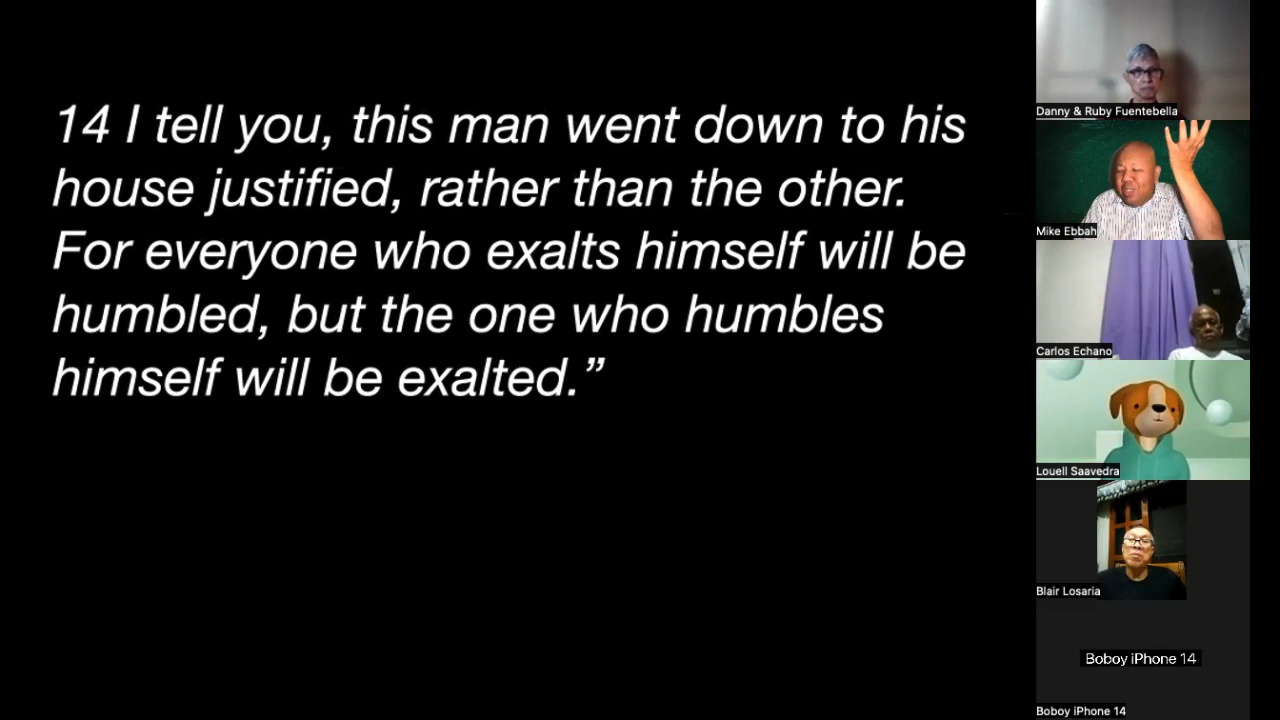 14 I tell you, this man went down to his
house justified, rather than the other.
For everyone who exalts himself will be
humbled, but the one who humbles
himself will be exalted.”
Danny & Ruby Fuentebella
Mike Ebbah
Carlos Echano
Louell Saavedra
Blair Losaria
Boboy iPhone 14
Boboy iPhone 14